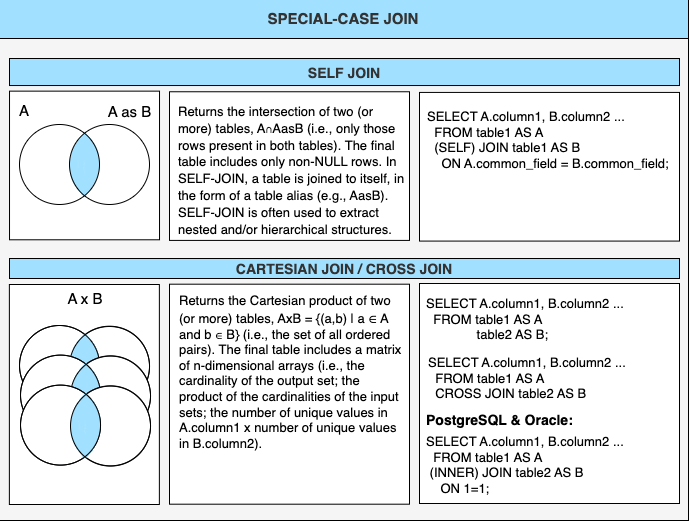 SPECIAL-CASE JOIN
SELF JOIN
A
A as B
Returns the intersection of two (or
more) tables, A∩AasB (i.e., only those
rows present in both tables). The final
table includes only non-NULL rows. In
SELF-JOIN, a table is joined to itself, in
the form of a table alias (e.g., AasB).
SELF-JOIN is often used to extract
nested and/or hierarchical structures.
SELECT A.column1, B.column2 ...
FROM table1 AS A
(SELF) JOIN table1 AS B
ON A.common_field = B.common_field;
CARTESIAN JOIN / CROSS JOIN
A x B
Returns the Cartesian product of two
(or more) tables, AxB = {(a,b) | a ∈ A
and b ∈ B} (i.e., the set of all ordered
pairs). The final table includes a matrix
of n-dimensional arrays (i.e., the
cardinality of the output set; the
product of the cardinalities of the input
sets; the number of unique values in
A.column1 x number of unique values
in B.column2).
SELECT A.column1, B.column2 ...
FROM table1 AS A
table2 AS B;
SELECT A.column1, B.column2 ...
FROM table1 AS A
CROSS JOIN table2 AS B
PostgreSQL & Oracle:
SELECT A.column1, B.column2 ...
FROM table1 AS A
(INNER) JOIN table2 AS B
ON 1=1;